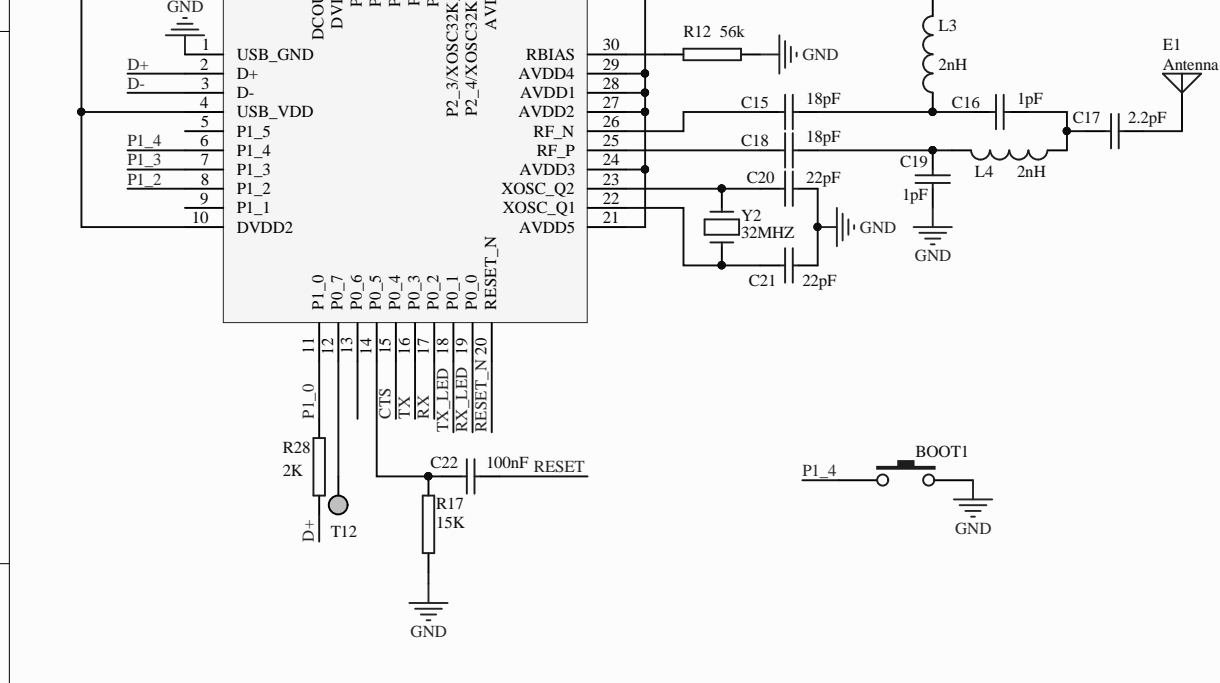 GND
DCOU
DVI
P
P
P
P
P
P2_3/XOSC32K_
P2_4/XOSC32K
AVI
1 USB_GND
D+ 2 D+
D- 3 D-
4 USB_VDD
5 P1_5
P1_4 6 P1_4
P1_3 7 P1_3
P1_2 8 P1_2
9 P1_1
10 DVDD2
RBIAS 30
AVDD4 29
AVDD1 28
AVDD2 27
RF_N 26
RF_P 25
AVDD3 24
XOSC_Q2 23
XOSC_Q1 22
AVDD5 21
R12 56k
GND
L3
2nH
E1
Antenna
C15 18pF
C16 1pF
C17 2.2pF
C18 18pF
C19
1pF
L4 2nH
GND
C20 22pF
Y2
32MHZ
GND
C21 22pF
P1_0
P0_7
P0_6
P0_5
P0_4
P0_3
P0_2
P0_1
P0_0
RESET_N
11
12
13
14
15
16
17
18
19
20
P1_0
CTS
TX
RX
TX_LED
RX_LED
RESET_N
R28
2K
D+
T12
C22 100nF RESET
R17
15K
GND
BOOT1
P1_4
GND